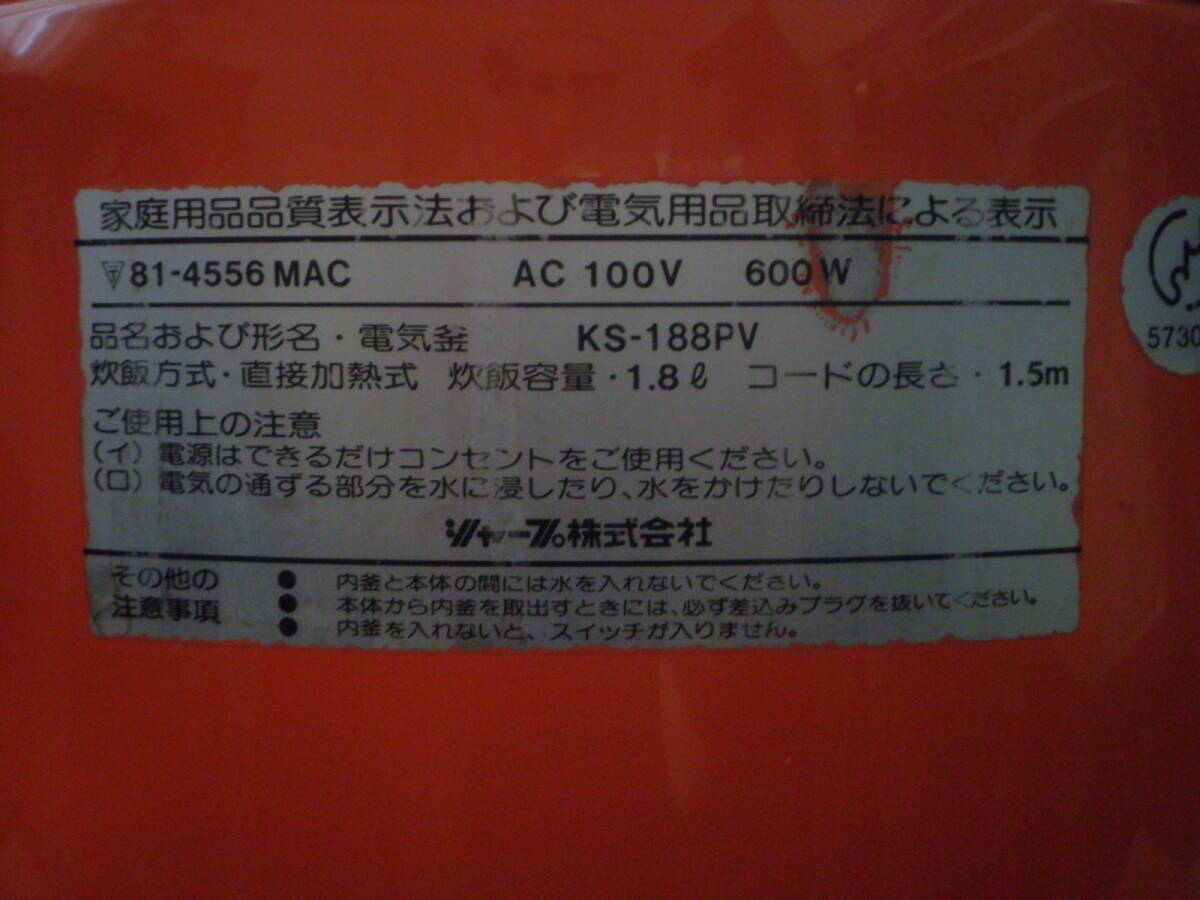 家庭用品品質表示法および電気用品取締法による表示
81-4556 MAC AC 100V 600W
品名および形名・電気釜 KS-188PV
炊飯方式・直接加熱式 炊飯容量・1.8ℓ コードの長さ・1.5m
ご使用上の注意
(イ) 電源はできるだけコンセントをご使用ください。
(ロ) 電気の通ずる部分を水に浸したり、水をかけたりしないでください。
シャープ株式会社
その他の注意事項
● 内釜と本体の間には水を入れないでください。
● 本体から内釜を取出すときには、必ず差込みプラグを抜いてください。
● 内釜を入れないと、スイッチが入りません。
5730